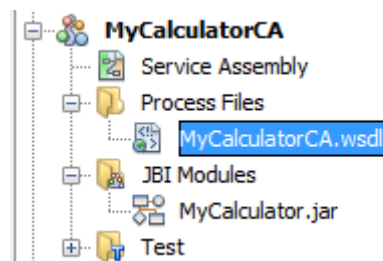 MyCalculatorCA
Service Assembly
Process Files
MyCalculatorCA.wsdl
JBI Modules
MyCalculator.jar
Test